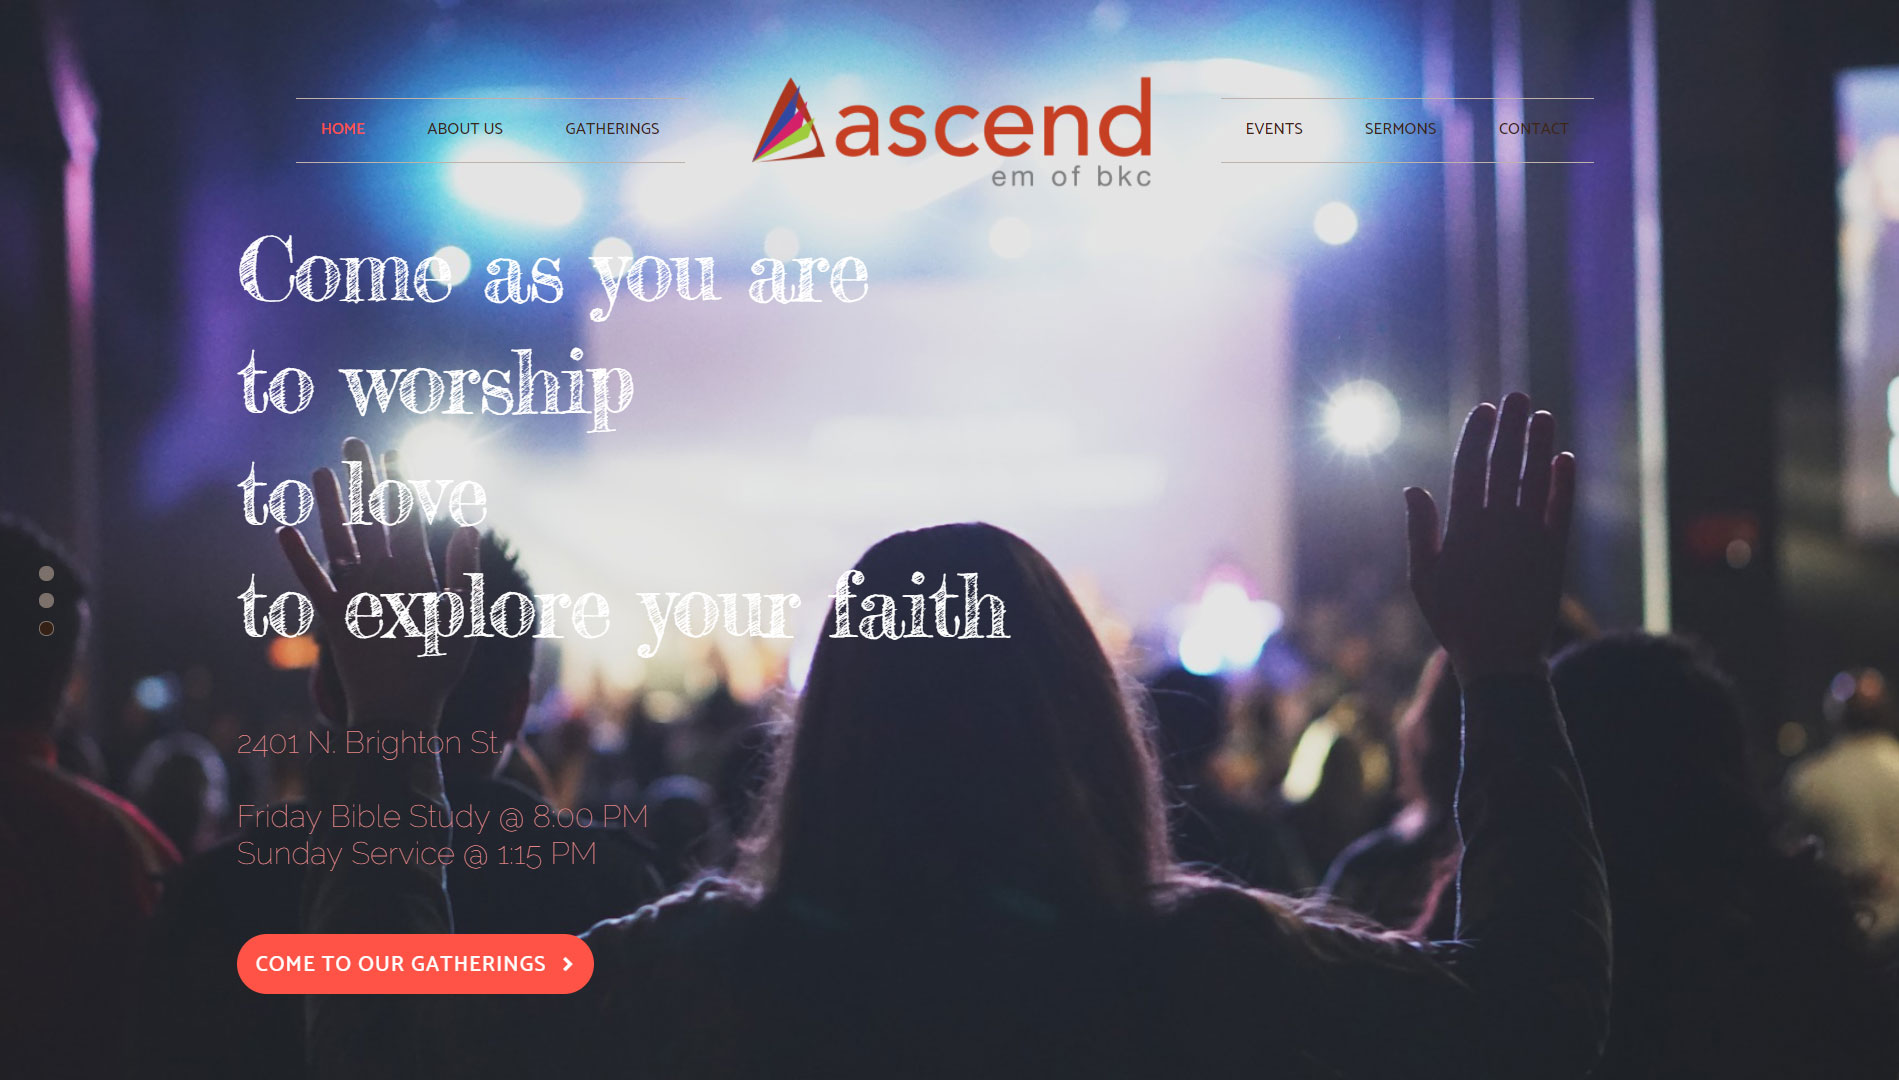 HOME ABOUT US GATHERINGS
ascend
em of bkc
EVENTS SERMONS CONTACT
Come as you are
to worship
to love
to explore your faith
2401 N. Brighton St.
Friday Bible Study @ 8:00 PM
Sunday Service @ 1:15 PM
COME TO OUR GATHERINGS